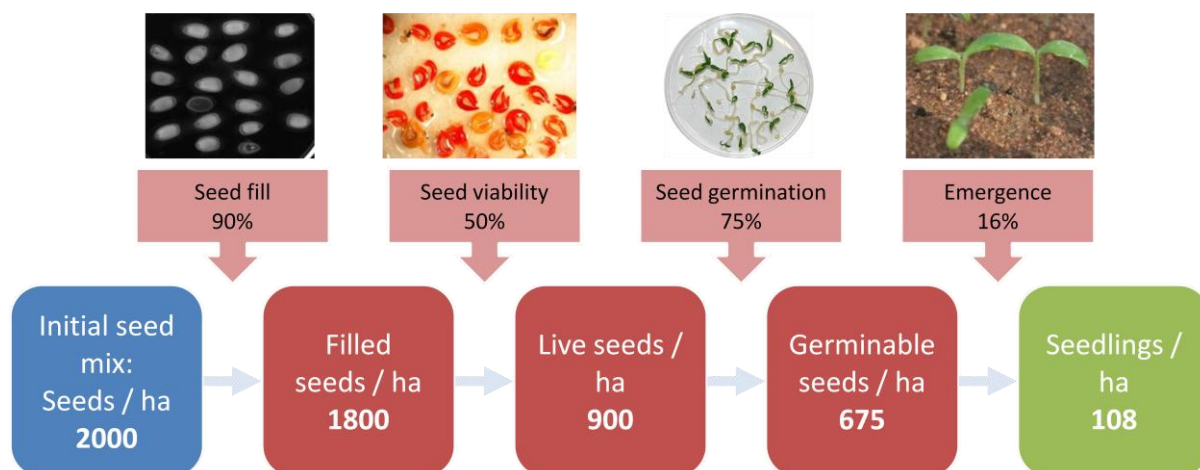 Seed fill
90%
Seed viability
50%
Seed germination
75%
Emergence
16%
Initial seed
mix:
Seeds / ha
2000
Filled
seeds / ha
1800
Live seeds /
ha
900
Germinable
seeds / ha
675
Seedlings /
ha
108